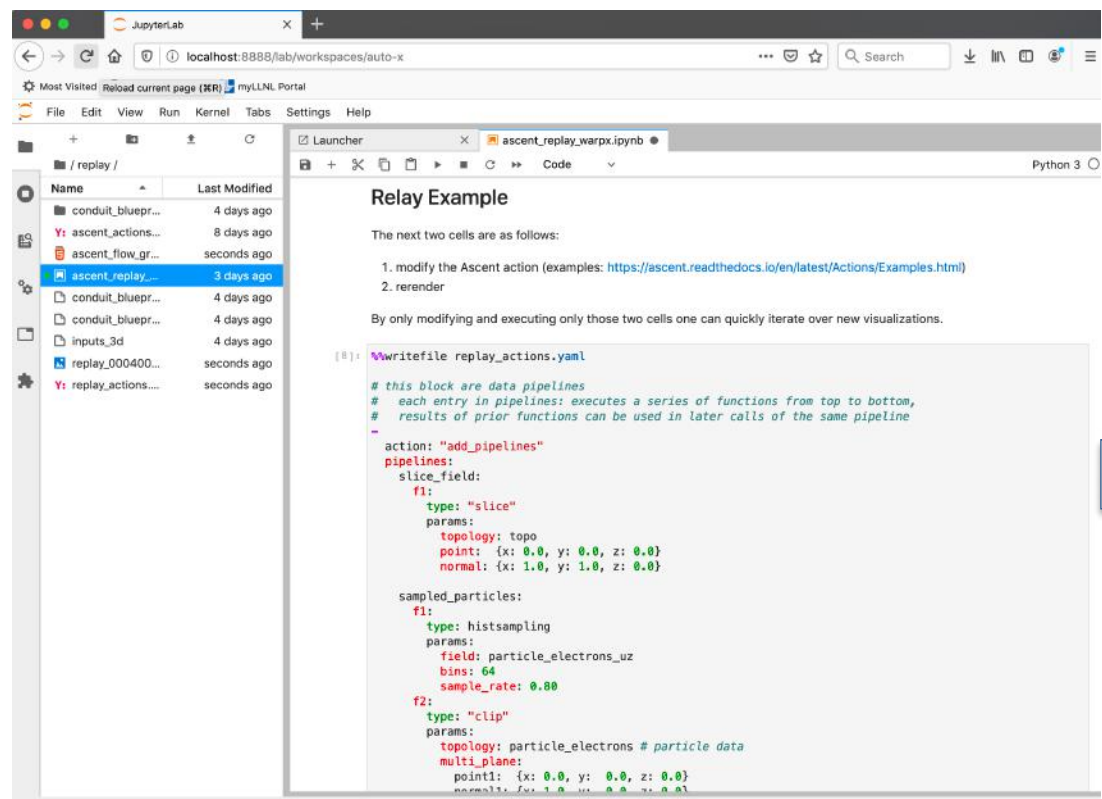 JupyterLab
localhost:8888/lab/workspaces/auto-x
Search
Most Visited
Reload current page (⌘R)
myLLNL Portal
File Edit View Run Kernel Tabs Settings Help
/ replay /
Name Last Modified
conduit_bluepr... 4 days ago
ascent_actions... 8 days ago
ascent_flow_gr... seconds ago
ascent_replay_... 3 days ago
conduit_bluepr... 4 days ago
conduit_bluepr... 4 days ago
inputs_3d 4 days ago
replay_000400... seconds ago
replay_actions.... seconds ago
Launcher
ascent_replay_warpx.ipynb
Code
Python 3
Relay Example
The next two cells are as follows:
1. modify the Ascent action (examples: https://ascent.readthedocs.io/en/latest/Actions/Examples.html)
2. rerender
By only modifying and executing only those two cells one can quickly iterate over new visualizations.
[8]: %%writefile replay_actions.yaml
# this block are data pipelines
#   each entry in pipelines: executes a series of functions from top to bottom,
#   results of prior functions can be used in later calls of the same pipeline
-
  action: "add_pipelines"
  pipelines:
    slice_field:
      f1:
        type: "slice"
        params:
          topology: topo
          point:  {x: 0.0, y: 0.0, z: 0.0}
          normal: {x: 1.0, y: 1.0, z: 0.0}
    sampled_particles:
      f1:
        type: histsampling
        params:
          field: particle_electrons_uz
          bins: 64
          sample_rate: 0.80
      f2:
        type: "clip"
        params:
          topology: particle_electrons # particle data
          multi_plane:
            point1:  {x: 0.0, y:  0.0, z: 0.0}
            normal1: {x: 1.0, y:  0.0, z: 0.0}